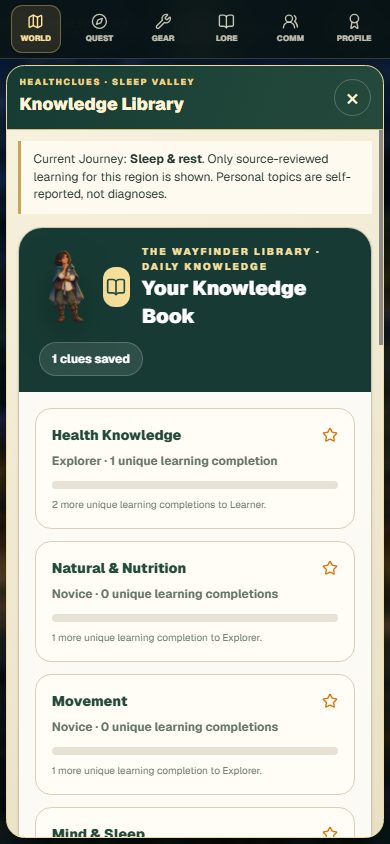 WORLD
QUEST
GEAR
LORE
COMM
PROFILE
HEALTHCLUES · SLEEP VALLEY
Knowledge Library
Current Journey: Sleep & rest. Only source-reviewed
learning for this region is shown. Personal topics are self-
reported, not diagnoses.
THE WAYFINDER LIBRARY ·
DAILY KNOWLEDGE
Your Knowledge
Book
1 clues saved
Health Knowledge
Explorer · 1 unique learning completion
2 more unique learning completions to Learner.
Natural & Nutrition
Novice · 0 unique learning completions
1 more unique learning completion to Explorer.
Movement
Novice · 0 unique learning completions
1 more unique learning completion to Explorer.
Mind & Sleep